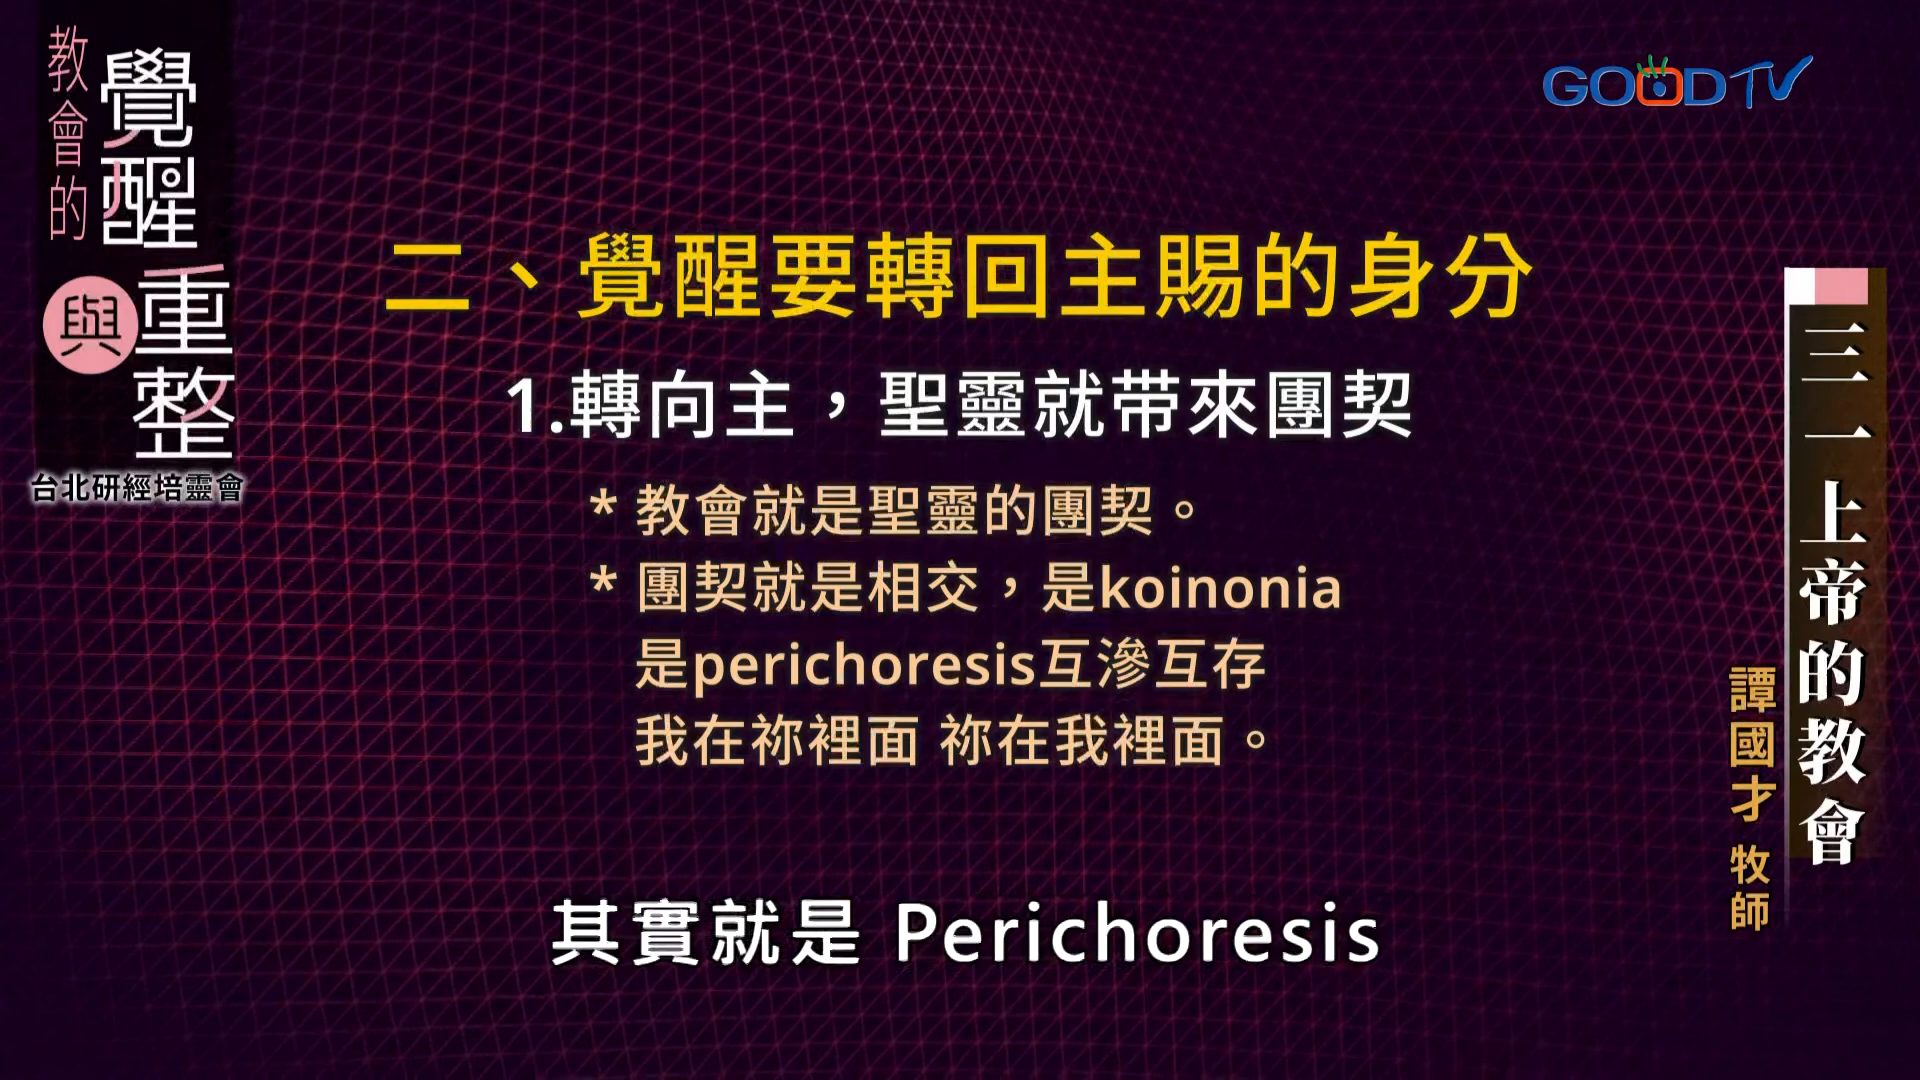 教會的
覺醒
與
重整
台北研經培靈會
GOODTV
二、覺醒要轉回主賜的身分
1.轉向主，聖靈就带來團契
* 教會就是聖靈的團契。
* 團契就是相交，是koinonia
是perichoresis互滲互存
我在祢裡面 祢在我裡面。
三一上帝的教會
譚國才 牧師
其實就是 Perichoresis